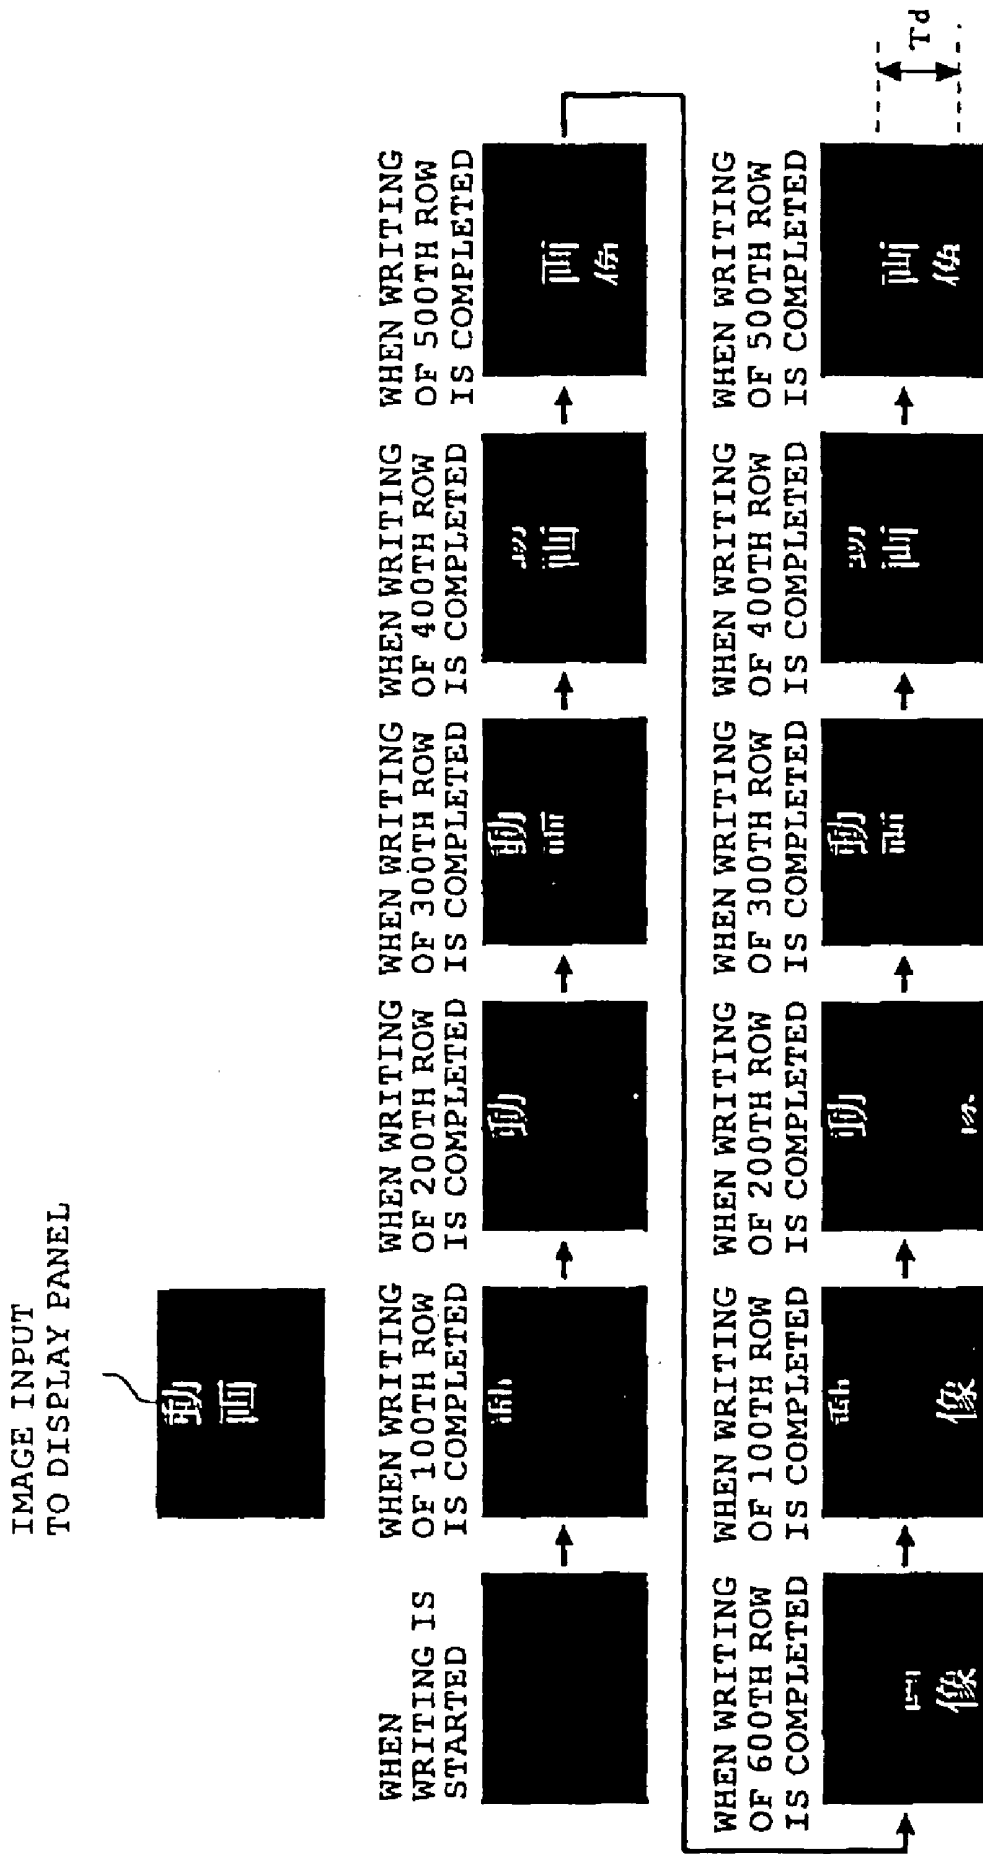 IMAGE INPUT
TO DISPLAY PANEL
動
画
WHEN
WRITING IS
STARTED
WHEN WRITING
OF 100TH ROW
IS COMPLETED
WHEN WRITING
OF 200TH ROW
IS COMPLETED
動
WHEN WRITING
OF 300TH ROW
IS COMPLETED
動
WHEN WRITING
OF 400TH ROW
IS COMPLETED
画
WHEN WRITING
OF 500TH ROW
IS COMPLETED
画
WHEN WRITING
OF 600TH ROW
IS COMPLETED
像
WHEN WRITING
OF 100TH ROW
IS COMPLETED
像
WHEN WRITING
OF 200TH ROW
IS COMPLETED
動
WHEN WRITING
OF 300TH ROW
IS COMPLETED
動
WHEN WRITING
OF 400TH ROW
IS COMPLETED
画
WHEN WRITING
OF 500TH ROW
IS COMPLETED
画
Td